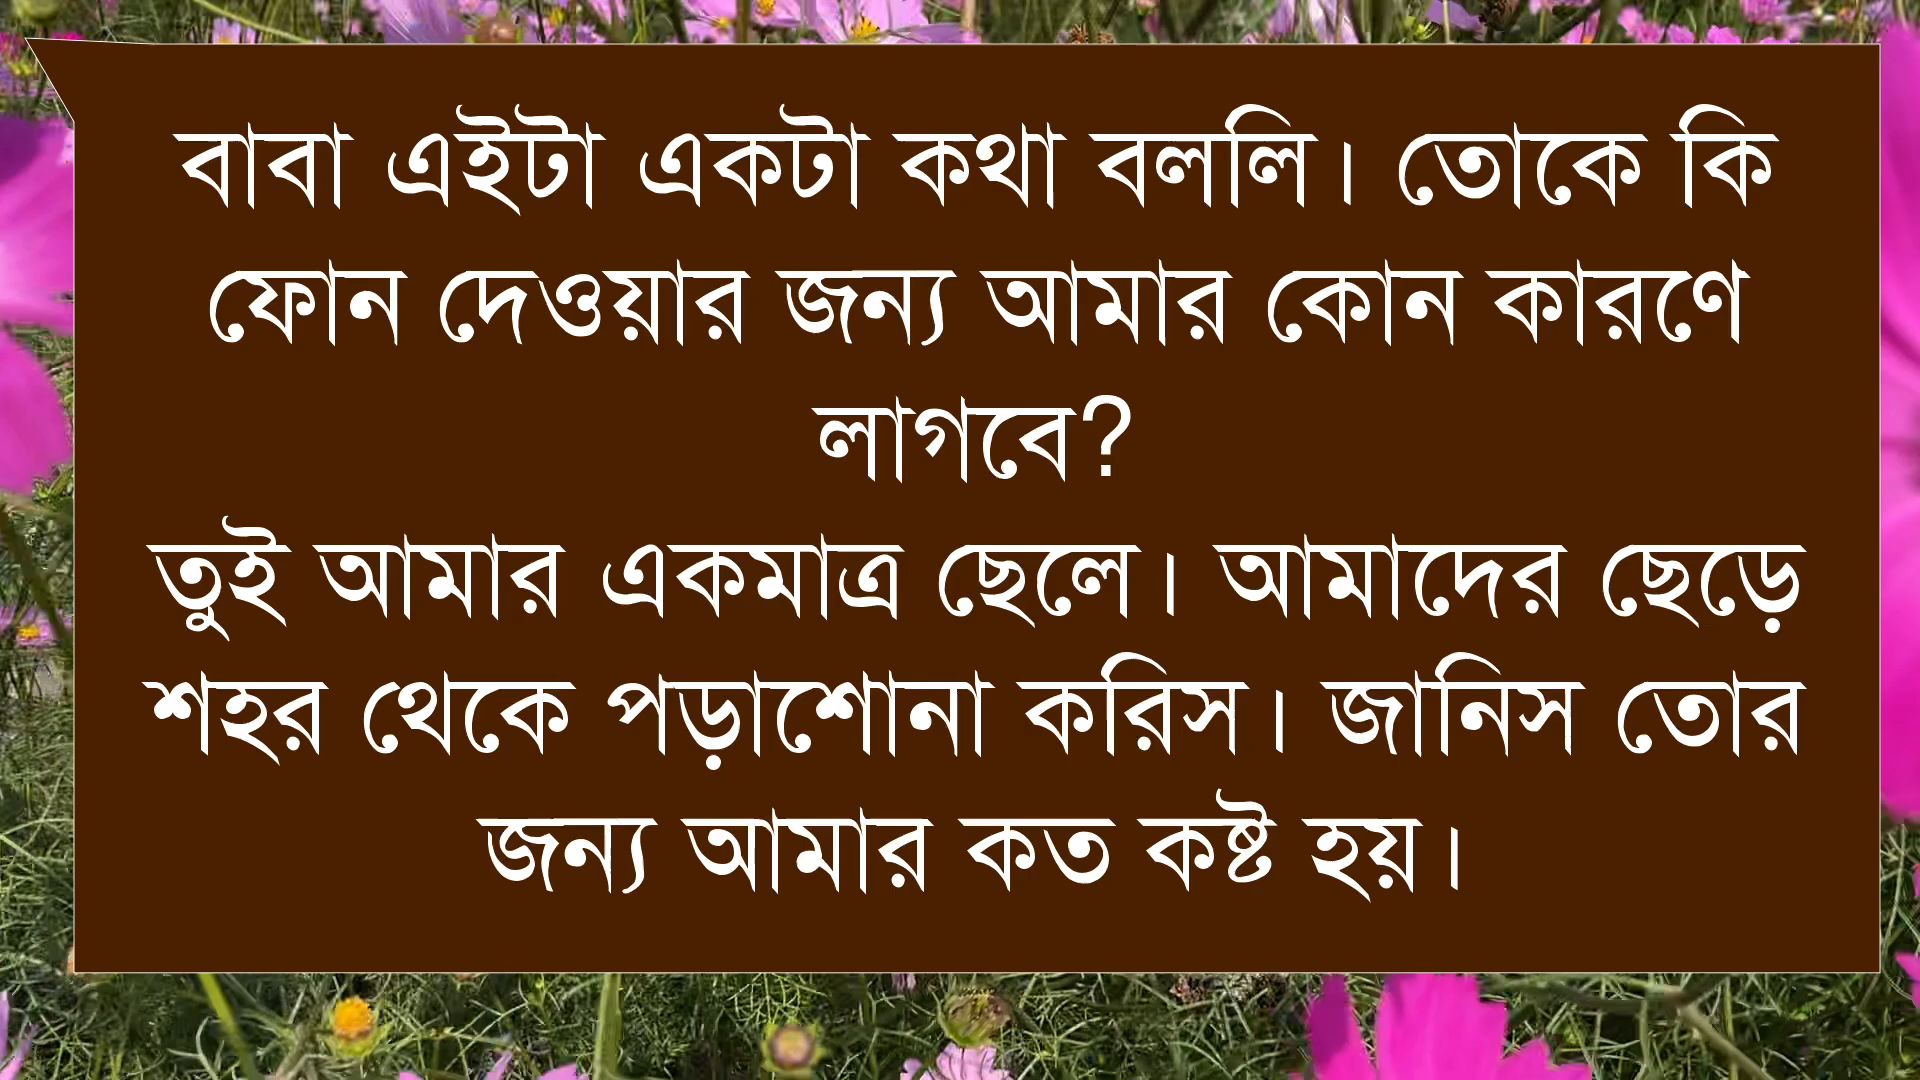 বাবা এইটা একটা কথা বললি। তোকে কি
ফোন দেওয়ার জন্য আমার কোন কারণে
লাগবে?
তুই আমার একমাত্র ছেলে। আমাদের ছেড়ে
শহর থেকে পড়াশোনা করিস। জানিস তোর
জন্য আমার কত কষ্ট হয়।